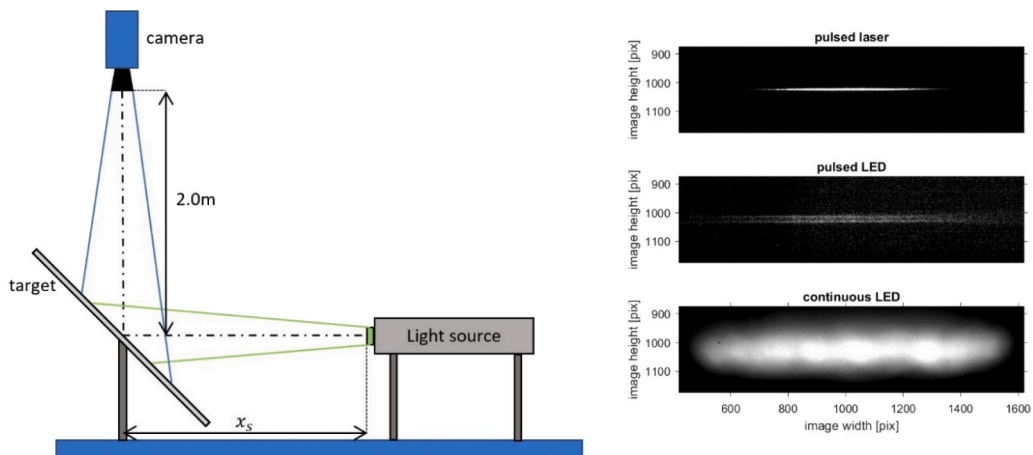 camera
2.0m
target
Light source
x_s
pulsed laser
image height [pix]
900
1000
1100
pulsed LED
image height [pix]
900
1000
1100
continuous LED
image height [pix]
900
1000
1100
600
800
1000
1200
1400
1600
image width [pix]